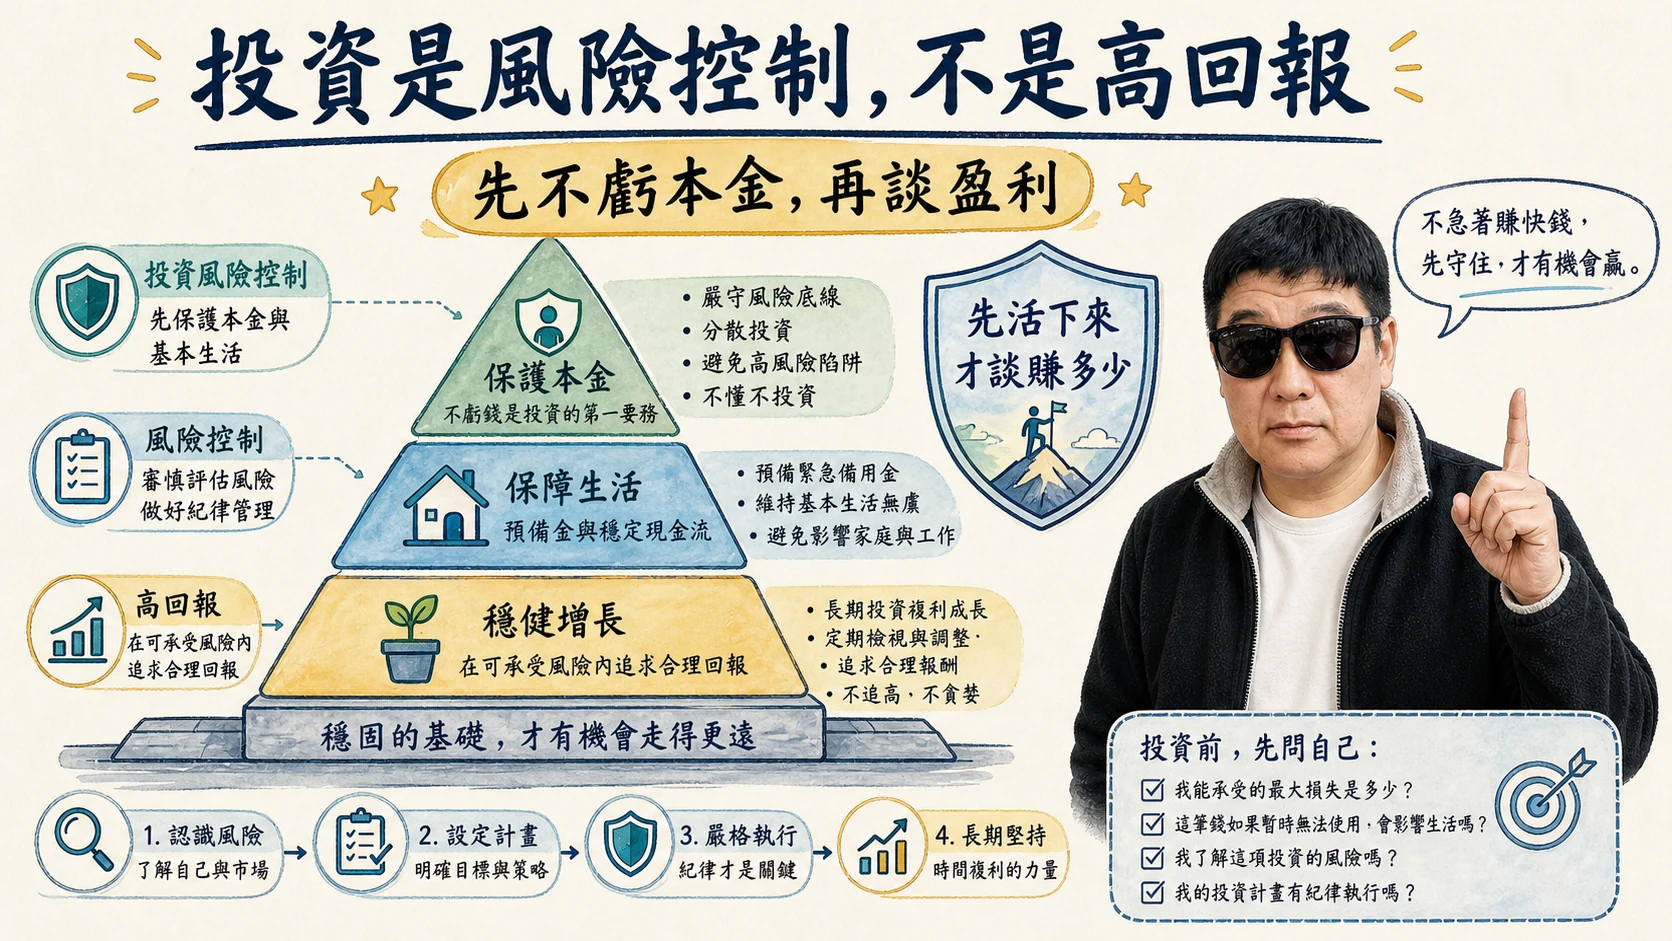 投資是風險控制,不是高回報
先不虧本金,再談盈利
不急著賺快錢,
先守住,才有機會贏。
投資風險控制
先保護本金與
基本生活
風險控制
審慎評估風險
做好紀律管理
高回報
在可承受風險內
追求合理回報
保護本金
不虧錢是投資的第一要務
保障生活
預備金與穩定現金流
穩健增長
在可承受風險內追求合理回報
穩固的基礎,才有機會走得更遠
• 嚴守風險底線
• 分散投資
• 避免高風險陷阱
• 不懂不投資
• 預備緊急備用金
• 維持基本生活無虞
• 避免影響家庭與工作
• 長期投資複利成長
• 定期檢視與調整·
• 追求合理報酬
• 不追高,不貪婪
先活下來
才談賺多少
1. 認識風險
了解自己與市場
2. 設定計畫
明確目標與策略
3. 嚴格執行
紀律才是關鍵
4. 長期堅持
時間複利的力量
投資前,先問自己:
我能承受的最大損失是多少?
這筆錢如果暫時無法使用,會影響生活嗎?
我了解這項投資的風險嗎?
我的投資計畫有紀律執行嗎?